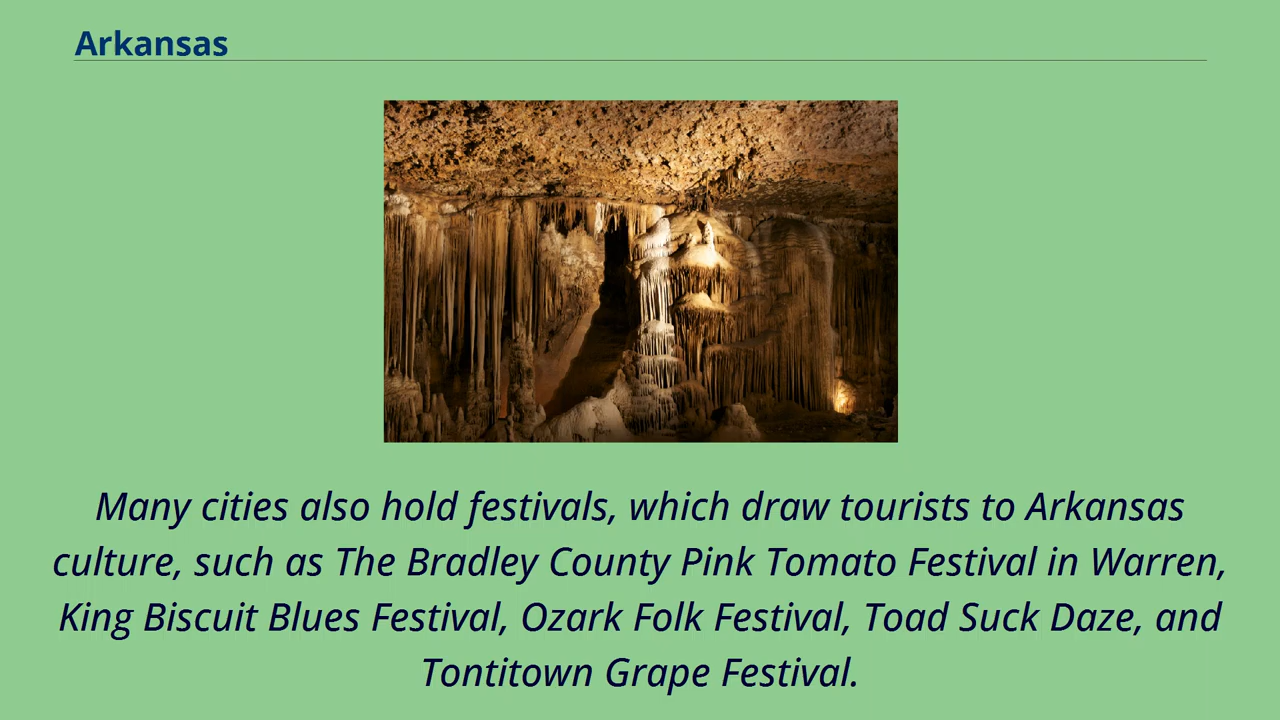 Arkansas
Many cities also hold festivals, which draw tourists to Arkansas
culture, such as The Bradley County Pink Tomato Festival in Warren,
King Biscuit Blues Festival, Ozark Folk Festival, Toad Suck Daze, and
Tontitown Grape Festival.